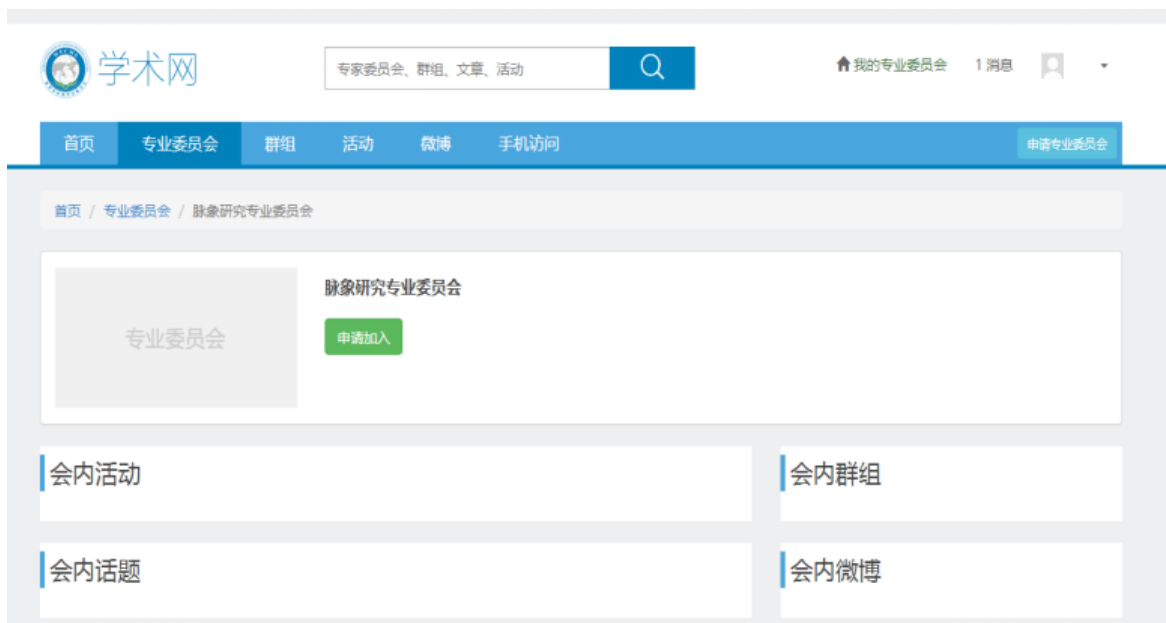 学术网
专家委员会、群组、文章、活动
我的专业委员会 1 消息
首页 专业委员会 群组 活动 微博 手机访问 申请专业委员会
首页 / 专业委员会 / 脉象研究专业委员会
专业委员会
脉象研究专业委员会
申请加入
会内活动
会内群组
会内话题
会内微博